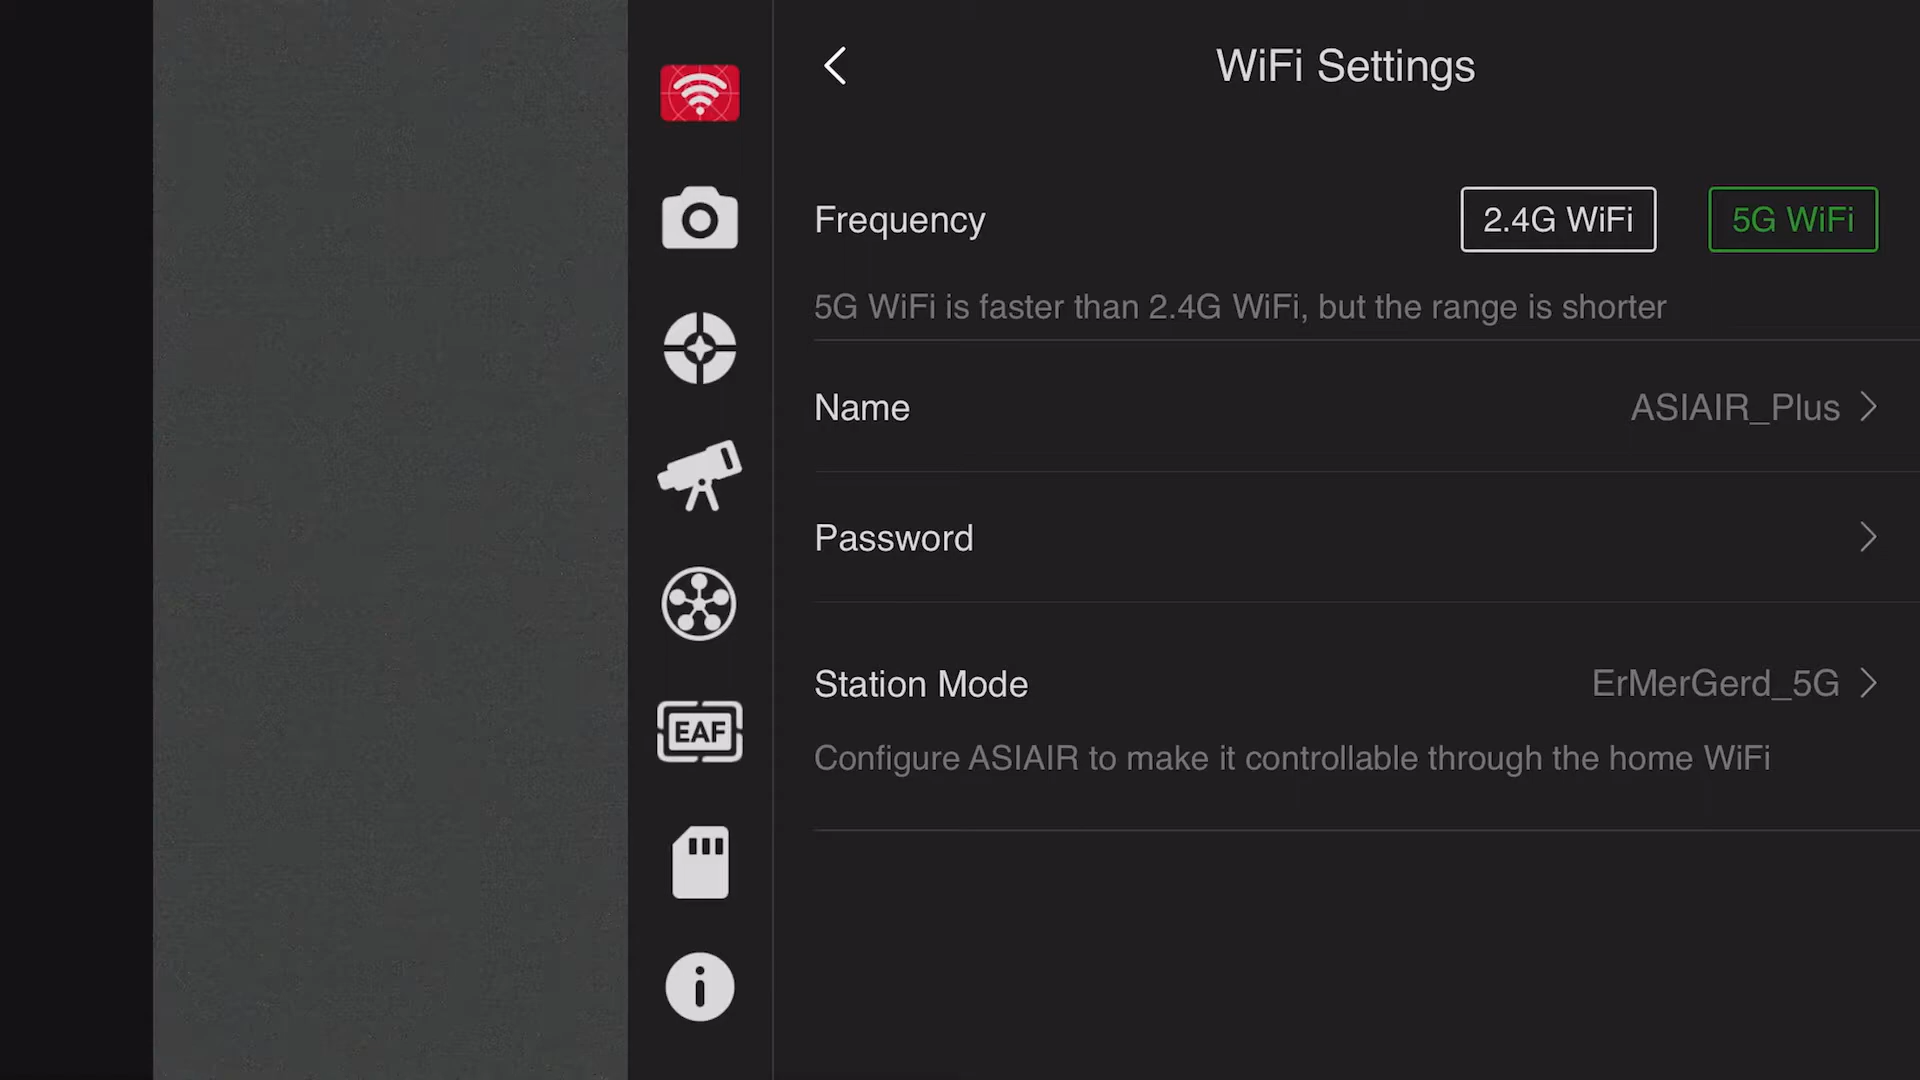 WiFi Settings
Frequency
2.4G WiFi
5G WiFi
5G WiFi is faster than 2.4G WiFi, but the range is shorter
Name
ASIAIR_Plus
Password
Station Mode
ErMerGerd_5G
Configure ASIAIR to make it controllable through the home WiFi
EAF